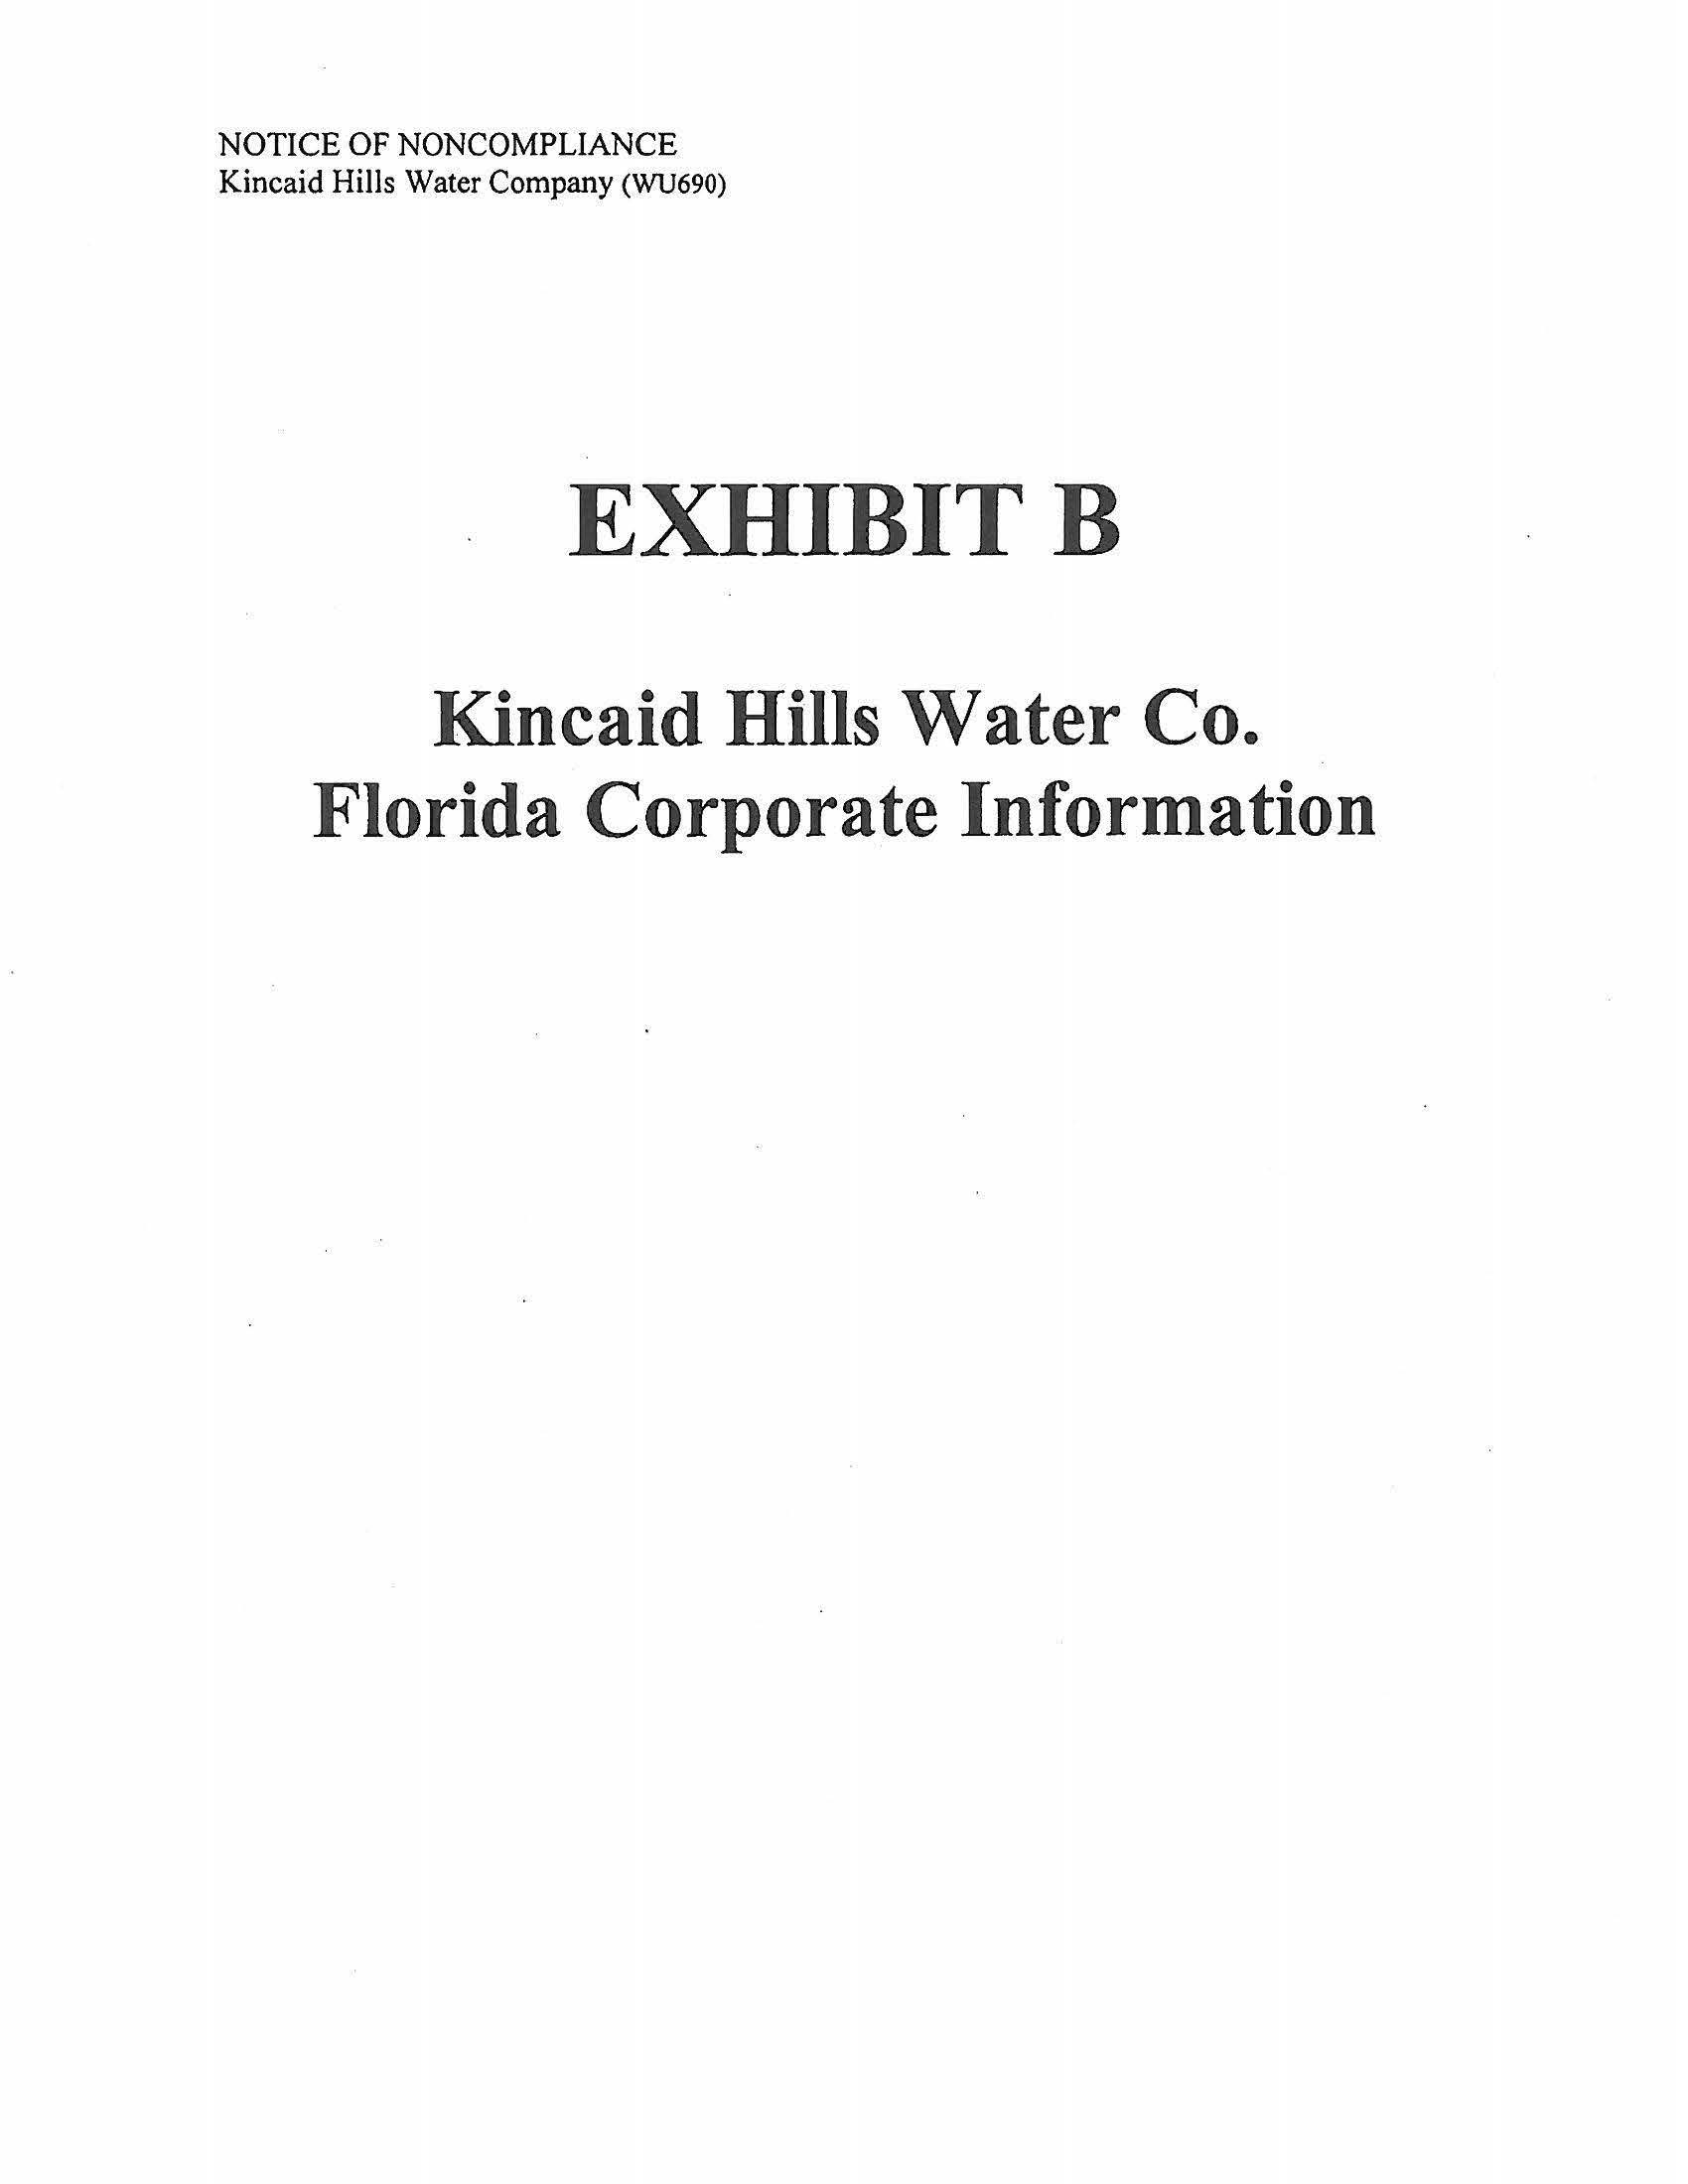 NOTICE OF NONCOMPLIANCE
Kincaid Hills Water Company (WU690)
EXHIBIT B
Kincaid Hills Water Co.
Florida Corporate Information